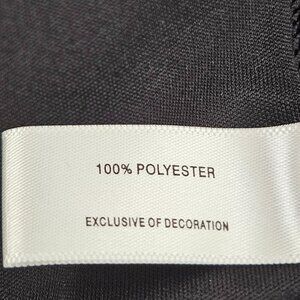 100% POLYESTER
EXCLUSIVE OF DECORATION